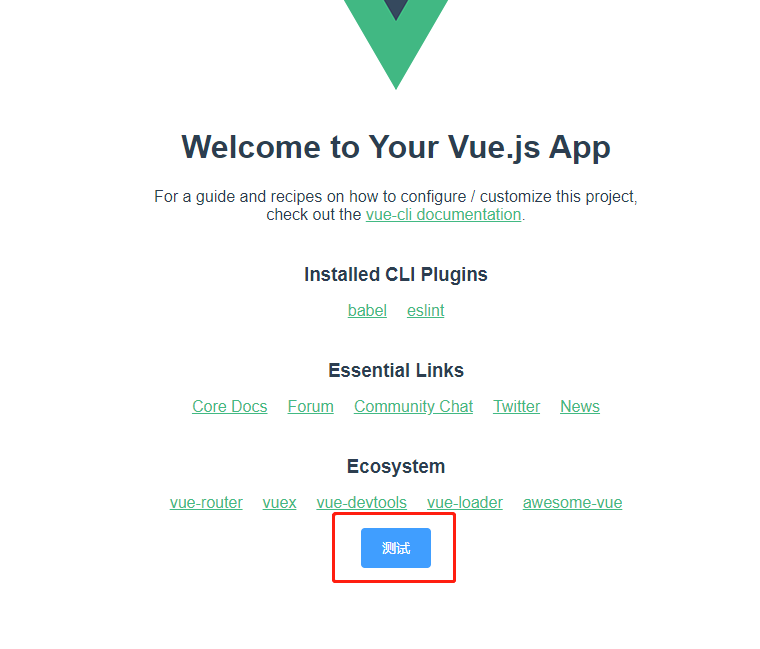 Welcome to Your Vue.js App
For a guide and recipes on how to configure / customize this project,
check out the vue-cli documentation.
Installed CLI Plugins
babel eslint
Essential Links
Core Docs Forum Community Chat Twitter News
Ecosystem
vue-router vuex vue-devtools vue-loader awesome-vue
测试